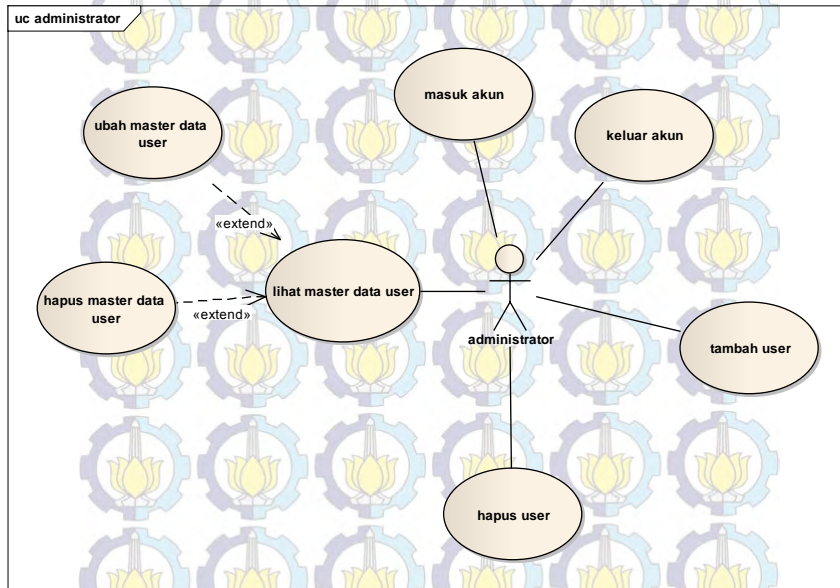 uc administrator
masuk akun
ubah master data
user
keluar akun
«extend»
lihat master data user
hapus master data
user
«extend»
administrator
tambah user
hapus user